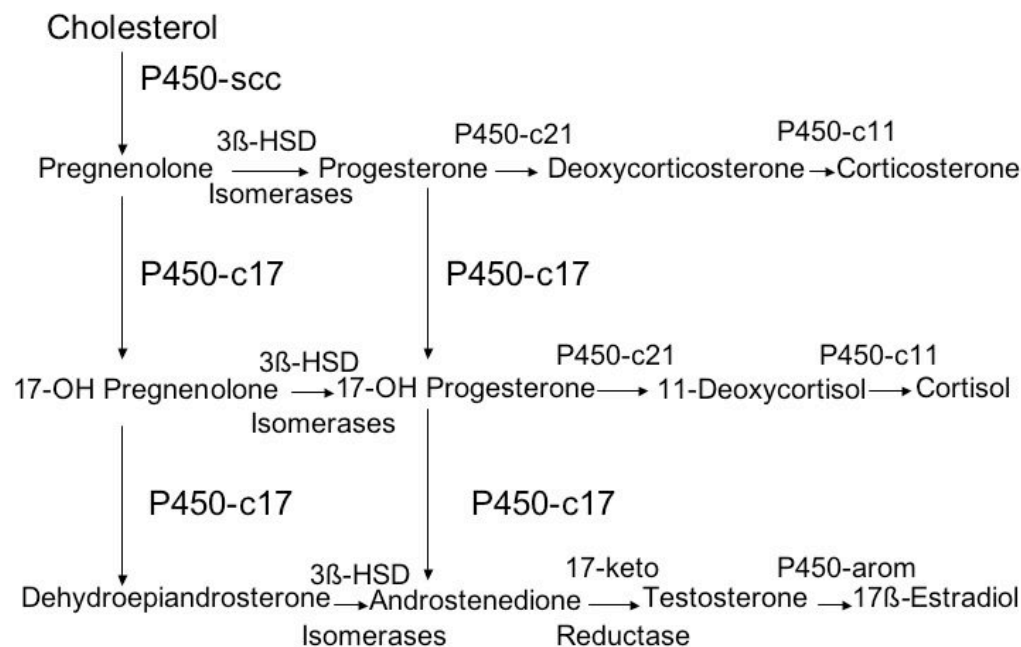 Cholesterol
P450-scc
3ß-HSD
P450-c21
P450-c11
Pregnenolone
Progesterone
Deoxycorticosterone
Corticosterone
Isomerases
P450-c17
P450-c17
3ß-HSD
P450-c21
P450-c11
17-OH Pregnenolone
17-OH Progesterone
11-Deoxycortisol
Cortisol
Isomerases
P450-c17
P450-c17
3ß-HSD
17-keto
P450-arom
Dehydroepiandrosterone
Androstenedione
Testosterone
17ß-Estradiol
Isomerases
Reductase